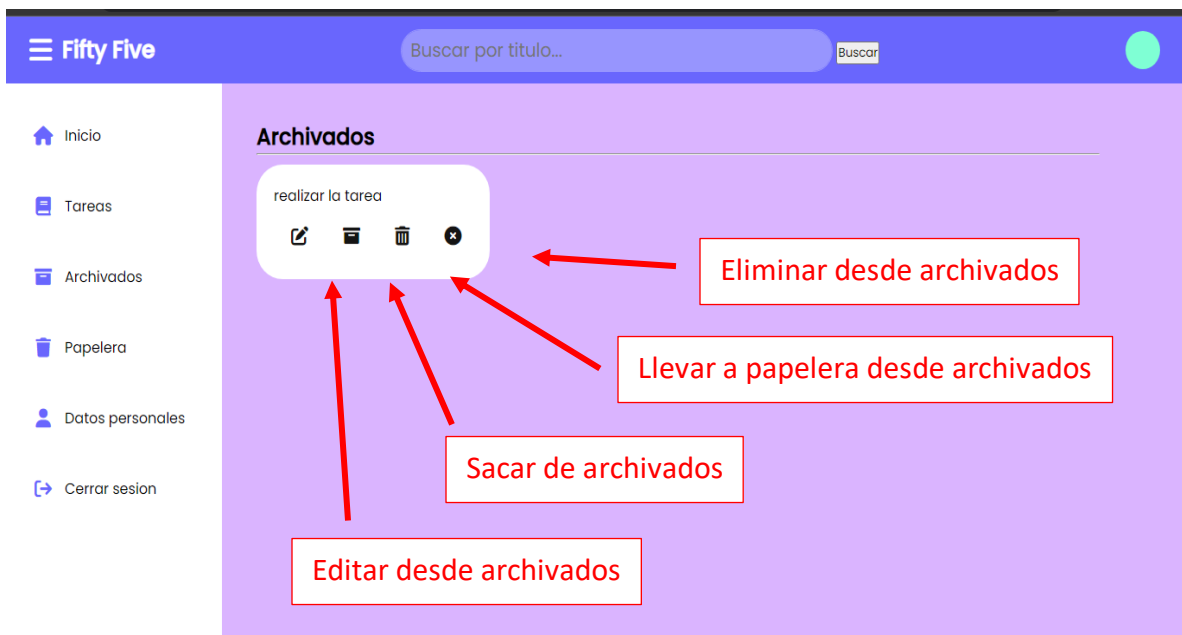 Fifty Five
Buscar por titulo...
Buscar
Inicio
Archivados
realizar la tarea
Tareas
Eliminar desde archivados
Archivados
Papelera
Llevar a papelera desde archivados
Datos personales
Sacar de archivados
Cerrar sesion
Editar desde archivados